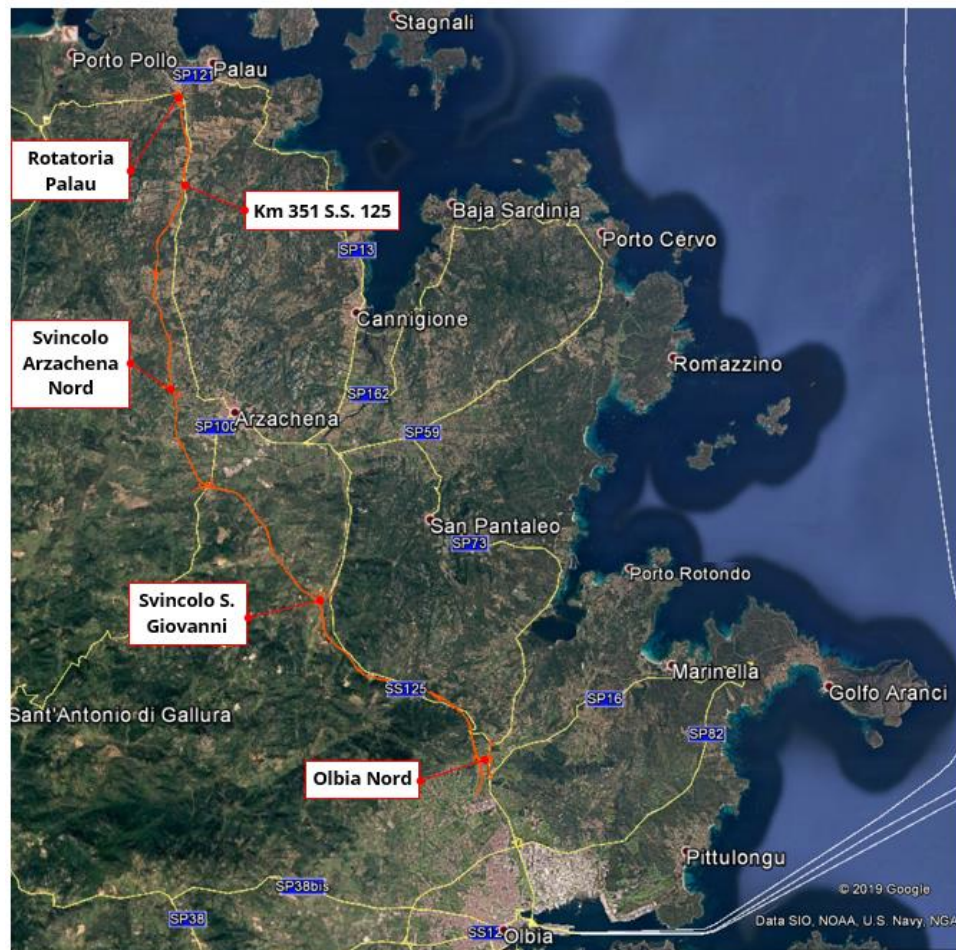 Stagnali
Porto Pollo
SP121
Palau
Rotatoria
Palau
Km 351 S.S. 125
Baja Sardinia
Porto Cervo
SP13
Cannigione
Svincolo
Arzachena
Nord
Romazzino
SP162
Arzachena
SP100
SP59
San Pantaleo
SP73
Porto Rotondo
Svincolo S.
Giovanni
Marinella
SS125
SP16
Golfo Aranci
Sant'Antonio di Gallura
SP82
Olbia Nord
Pittulongu
SP38bis
© 2019 Google
SP38
Data SIO, NOAA, U.S. Navy, NGA
SS12
Olbia